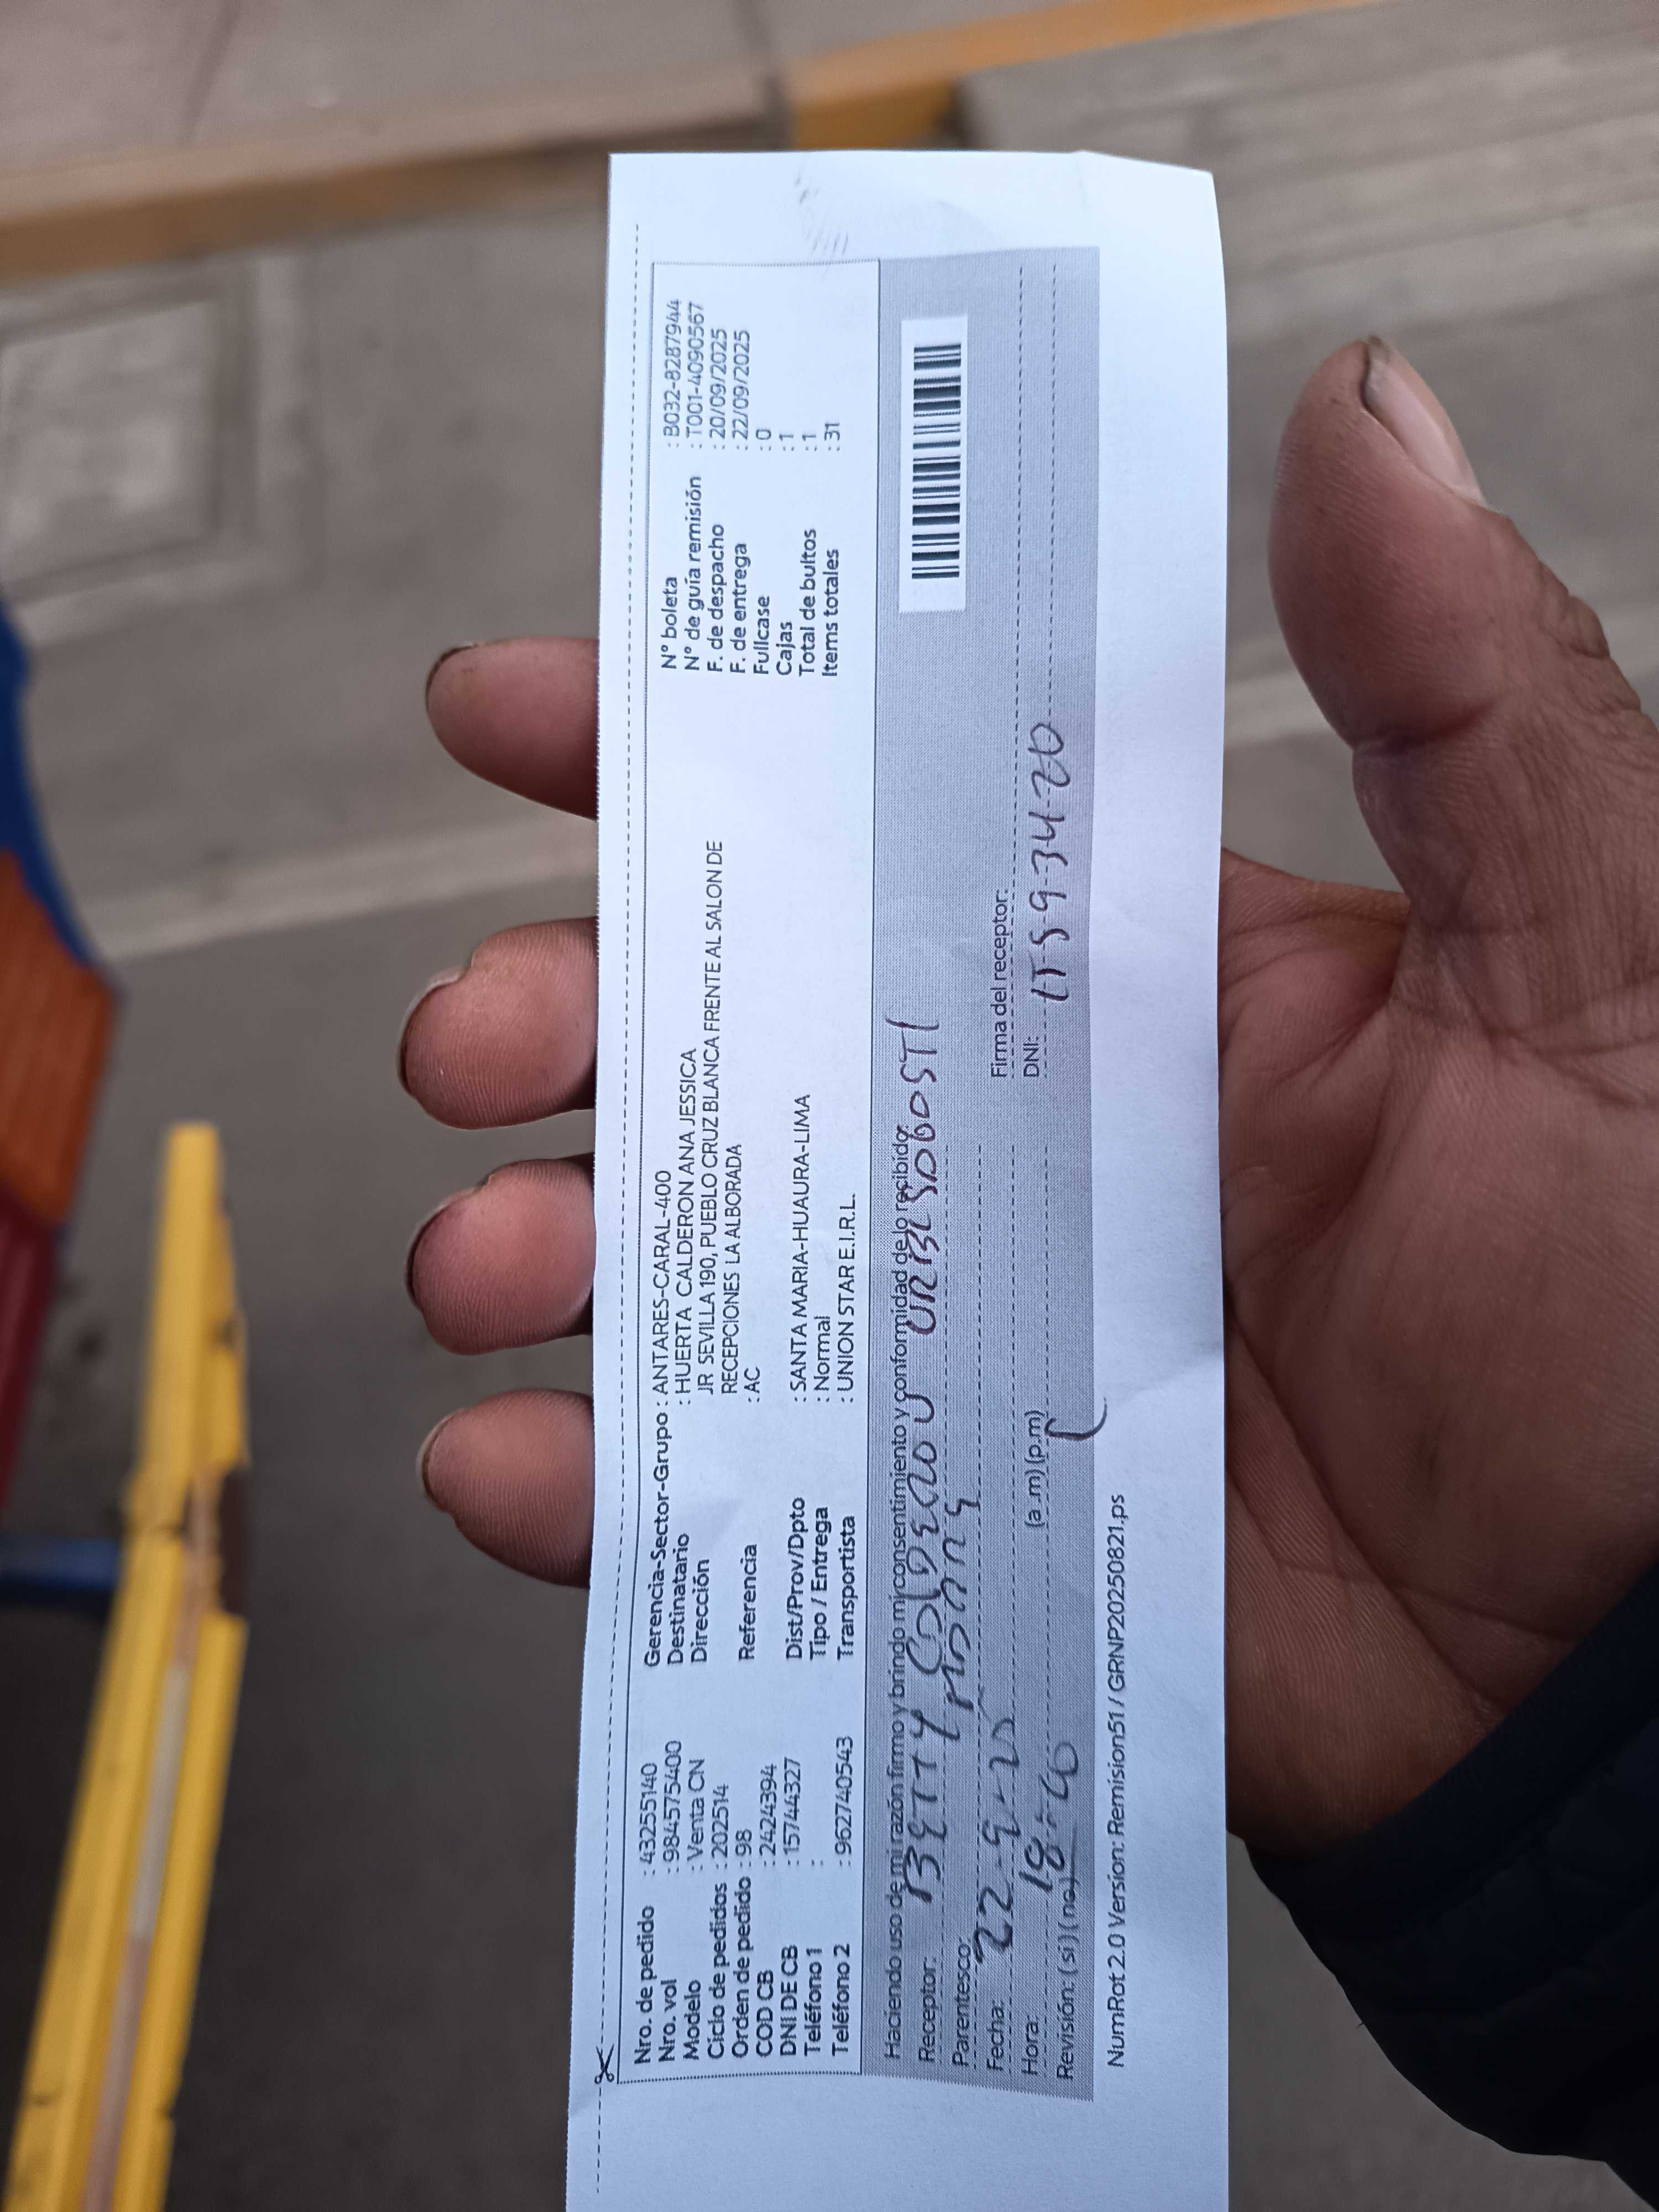 Nro. de pedido : 43255140
Nro. vol : 984575400
Modelo : Venta CN
Ciclo de pedidos : 202514
Orden de pedido : 98
COD CB : 2424394
DNI DE CB : 15744327
Teléfono 1 :
Teléfono 2 : 962740543
Gerencia-Sector-Grupo : ANTARES-CARAL-400
Destinatario : HUERTA CALDERON ANA JESSICA
Dirección JR SEVILLA 190, PUEBLO CRUZ BLANCA FRENTE AL SALON DE
RECEPCIONES LA ALBORADA
Referencia : AC
Dist/Prov/Dpto : SANTA MARIA-HUAURA-LIMA
Tipo / Entrega : Normal
Transportista : UNION STAR E.I.R.L.
N° boleta : B032-8287944
N° de guía remisión : T001-4090567
F. de despacho : 20/09/2025
F. de entrega : 22/09/2025
Fullcase : 0
Cajas : 1
Total de bultos : 1
Items totales : 31
Haciendo uso de mi razón firmo y brindo mi consentimiento y conformidad de lo recibido:
Receptor: BETTY
Parentesco:
Fecha: 22-9-25
Hora: (a.m) (p.m)
Revisión: (si) (no)
Firma del receptor:
DNI:
NumRot 2.0 Version: Remision51 / GRNP20250821.ps